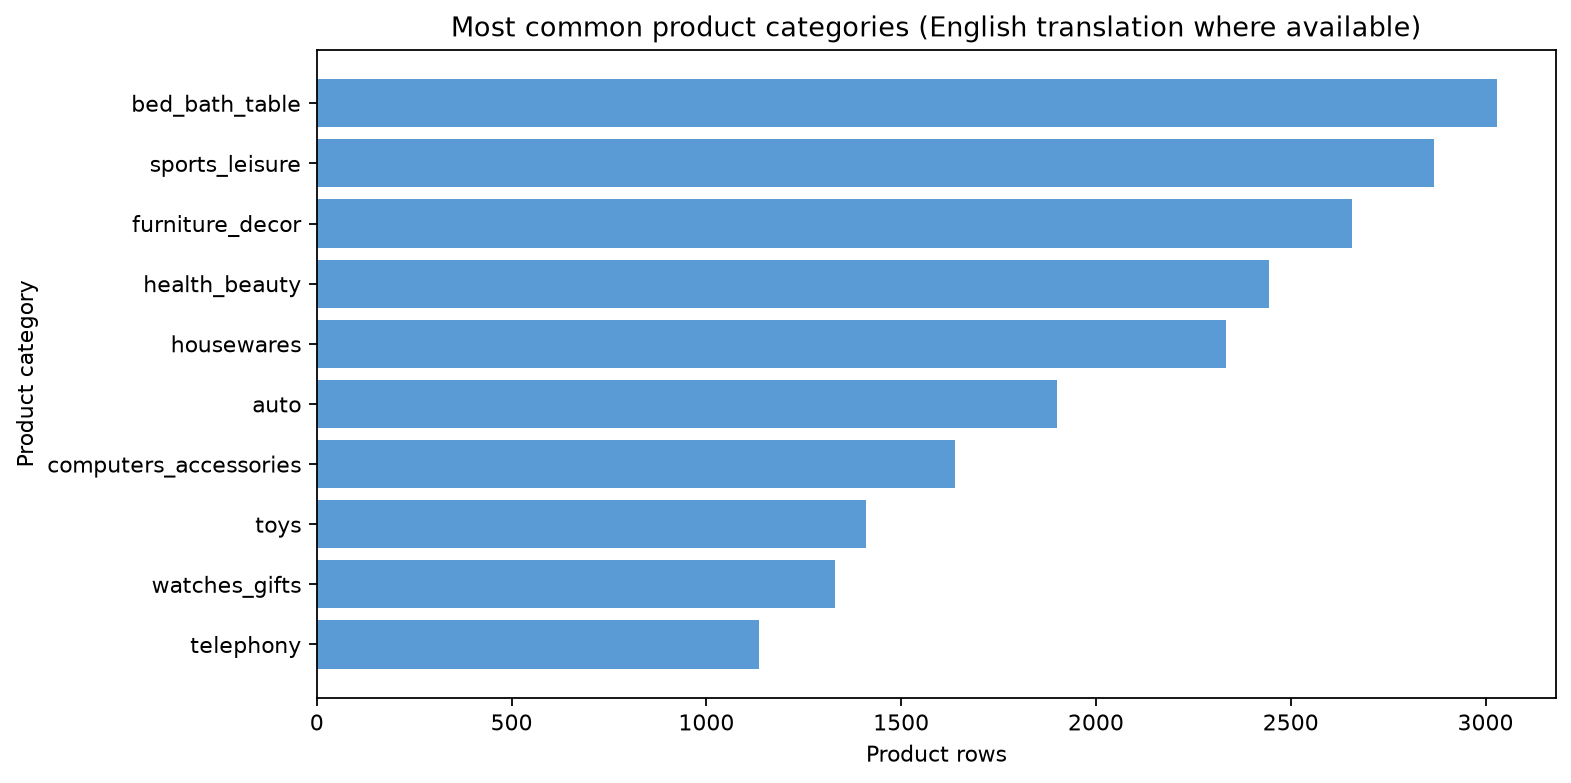 Most common product categories (English translation where available)
Product category
bed_bath_table
sports_leisure
furniture_decor
health_beauty
housewares
auto
computers_accessories
toys
watches_gifts
telephony
0 500 1000 1500 2000 2500 3000
Product rows